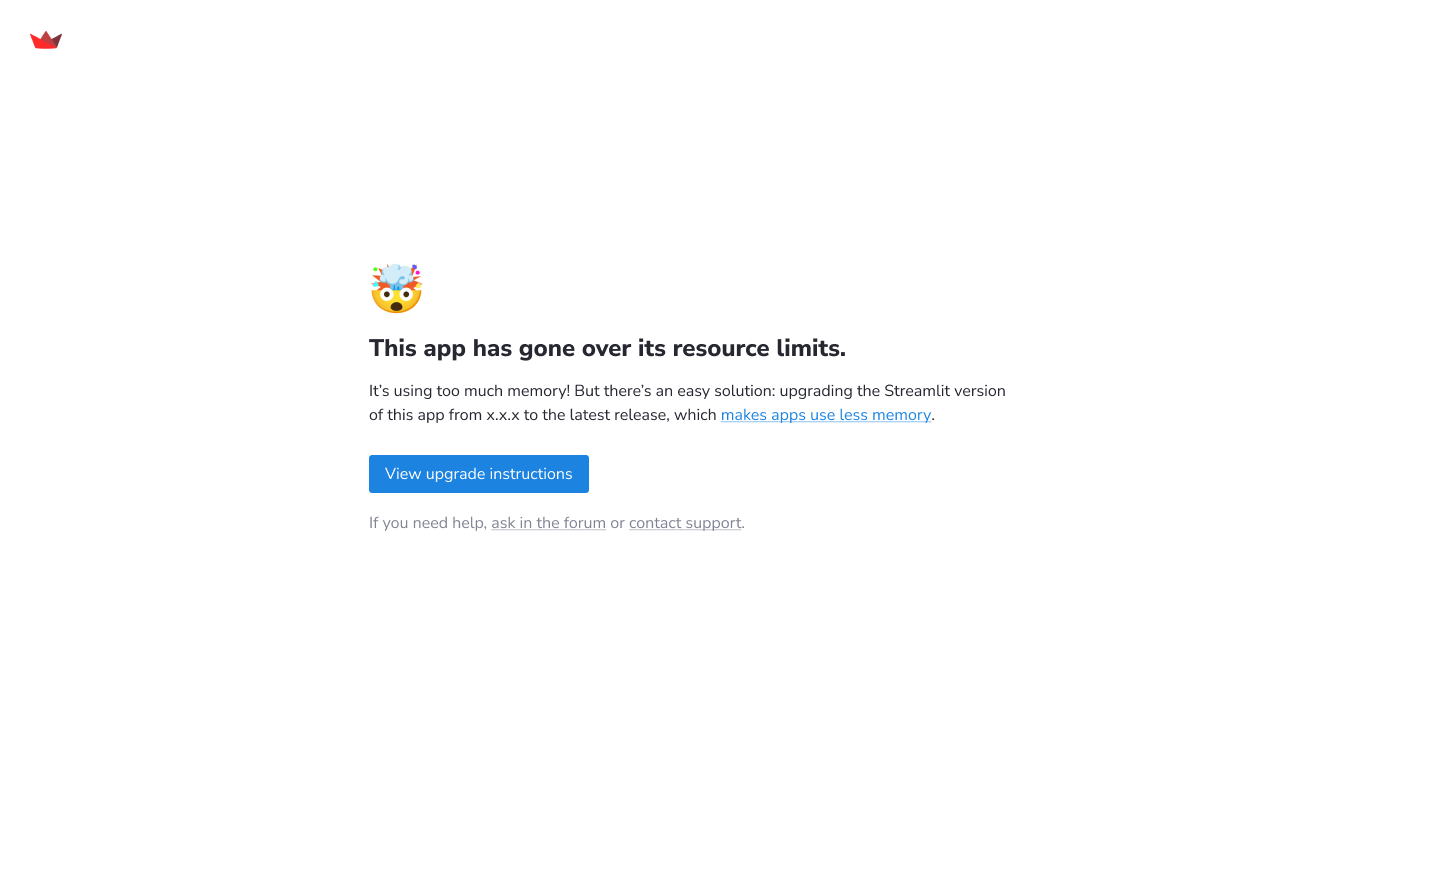 This app has gone over its resource limits.
It’s using too much memory! But there’s an easy solution: upgrading the Streamlit version
of this app from x.x.x to the latest release, which makes apps use less memory.
View upgrade instructions
If you need help, ask in the forum or contact support.